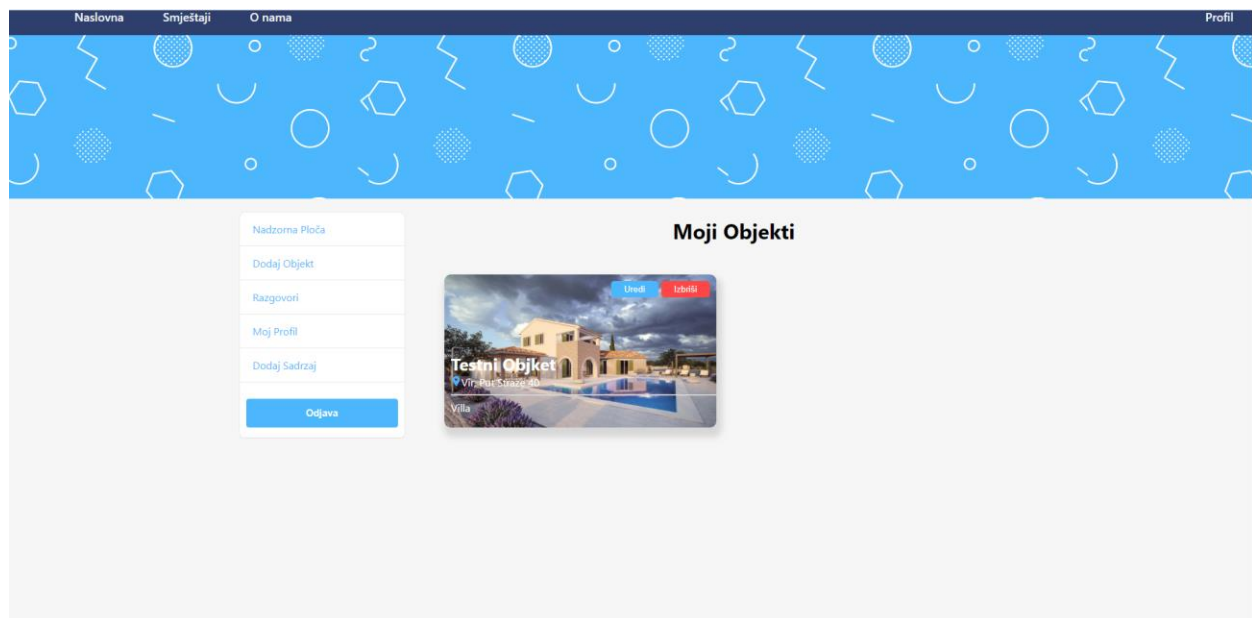 Naslovna Smještaji O nama Profil
Nadzorna Ploča
Dodaj Objekt
Razgovori
Moj Profil
Dodaj Sadrzaj
Odjava
Moji Objekti
Uredi Izbriši
Testni Objket
Vir, Put Straže 40
Villa